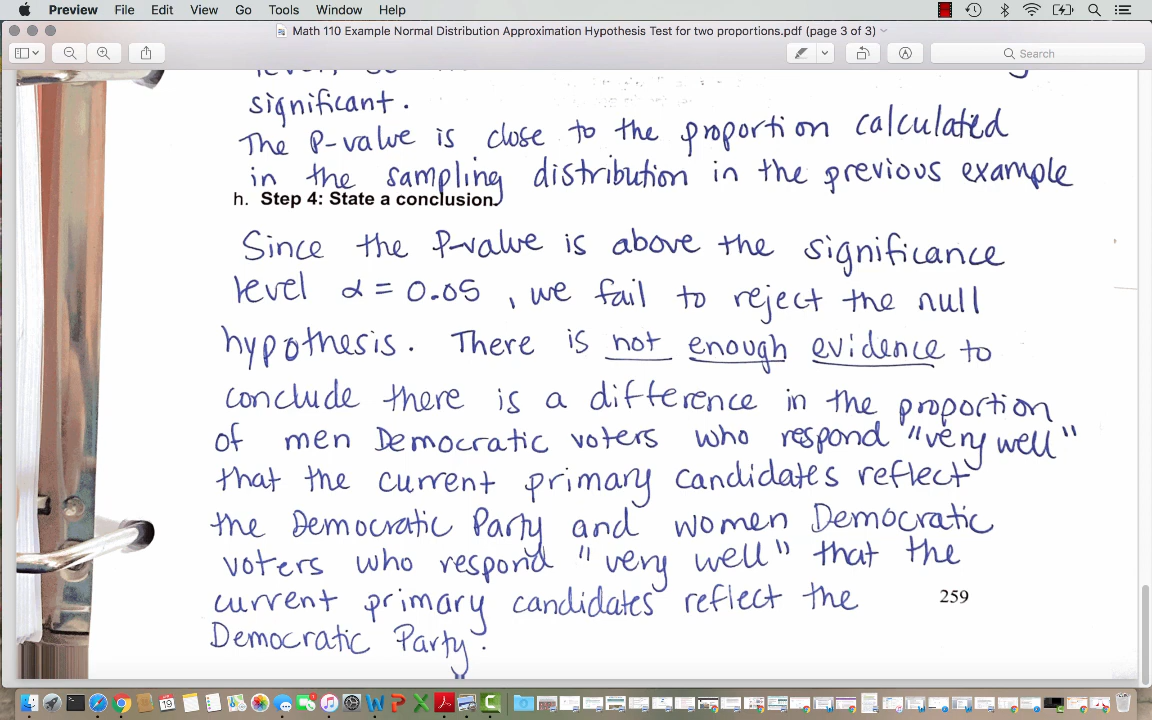 Preview File Edit View Go Tools Window Help
Math 110 Example Normal Distribution Approximation Hypothesis Test for two proportions.pdf (page 3 of 3)
Search
significant.
The P-value is close to the proportion calculated
in the sampling distribution in the previous example
h. Step 4: State a conclusion.
Since the P-value is above the significance
level α = 0.05, we fail to reject the null
hypothesis. There is not enough evidence to
conclude there is a difference in the proportion
of men Democratic voters who respond "very well"
that the current primary candidates reflect
the Democratic Party and women Democratic
voters who respond "very well" that the
current primary candidates reflect the
259
Democratic Party.